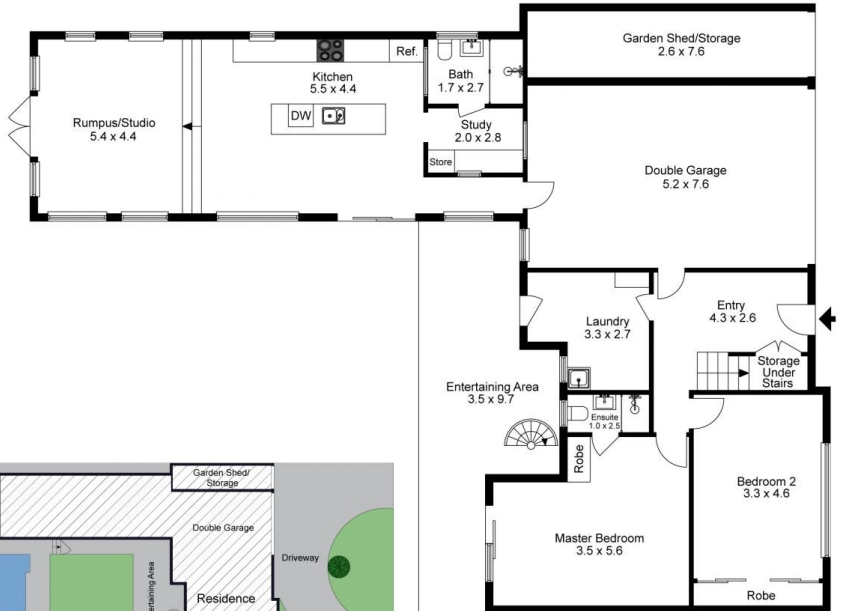 Garden Shed/Storage
2.6 x 7.6
Ref.
Kitchen
5.5 x 4.4
Bath
1.7 x 2.7
DW
Rumpus/Studio
5.4 x 4.4
Study
2.0 x 2.8
Store
Double Garage
5.2 x 7.6
Entry
4.3 x 2.6
Laundry
3.3 x 2.7
Storage
Under
Stairs
Entertaining Area
3.5 x 9.7
Ensuite
1.0 x 2.5
Robe
Bedroom 2
3.3 x 4.6
Master Bedroom
3.5 x 5.6
Robe
Garden Shed/
Storage
Double Garage
Driveway
Residence